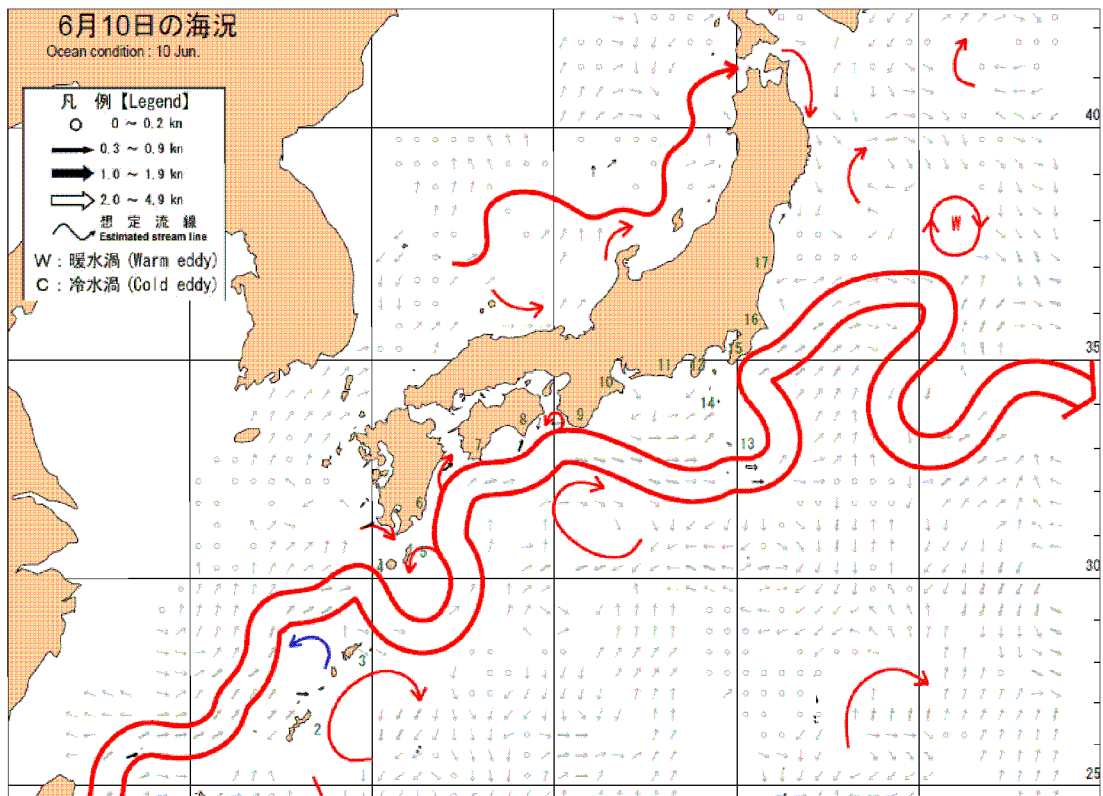 6月10日の海況
Ocean condition : 10 Jun.
凡 例【Legend】
0 ~ 0.2 kn
0.3 ~ 0.9 kn
1.0 ~ 1.9 kn
2.0 ~ 4.9 kn
想 定 流 線
Estimated stream line
W : 暖水渦 (Warm eddy)
C : 冷水渦 (Cold eddy)
40
W
17
16
15
35
12
11
10
14
9
8
7
13
6
5
4
30
3
2
25